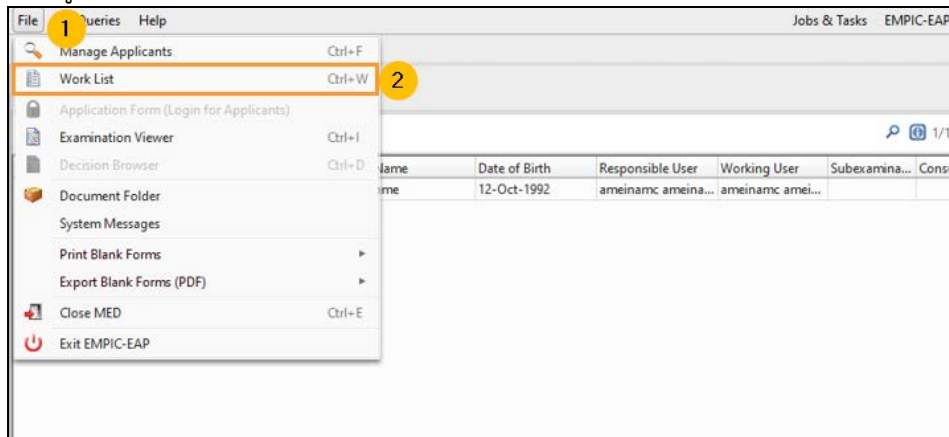 File Queries Help Jobs & Tasks EMPIC-EAP
1
Manage Applicants Ctrl+F
Work List Ctrl+W 2
Application Form (Login for Applicants)
Examination Viewer Ctrl+I
1/1
Decision Browser Ctrl+D
Name Date of Birth Responsible User Working User Subexamina... Cons
Document Folder
me 12-Oct-1992 ameinamc ameina... ameinamc amei...
System Messages
Print Blank Forms
Export Blank Forms (PDF)
Close MED Ctrl+E
Exit EMPIC-EAP